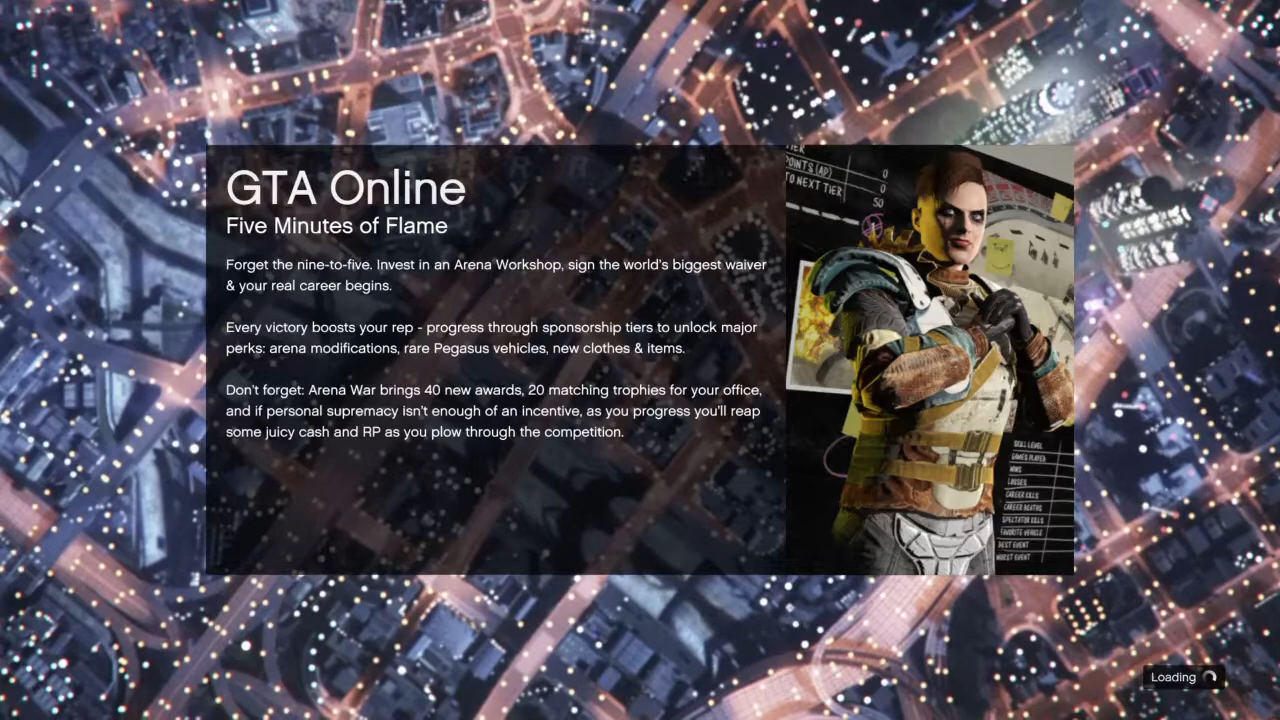 GTA Online
Five Minutes of Flame
Forget the nine-to-five. Invest in an Arena Workshop, sign the world's biggest waiver
& your real career begins.
Every victory boosts your rep - progress through sponsorship tiers to unlock major
perks: arena modifications, rare Pegasus vehicles, new clothes & items.
Don't forget: Arena War brings 40 new awards, 20 matching trophies for your office,
and if personal supremacy isn't enough of an incentive, as you progress you'll reap
some juicy cash and RP as you plow through the competition.
TIER
POINTS (AP) 0
0
TO NEXT TIER 50
SKILL LEVEL
GAMES PLAYED
WINS
LOSSES
CAREER KILLS
CAREER DEATHS
SPECTATOR KILLS
FAVORITE VEHICLE
BEST EVENT
WORST EVENT
Loading